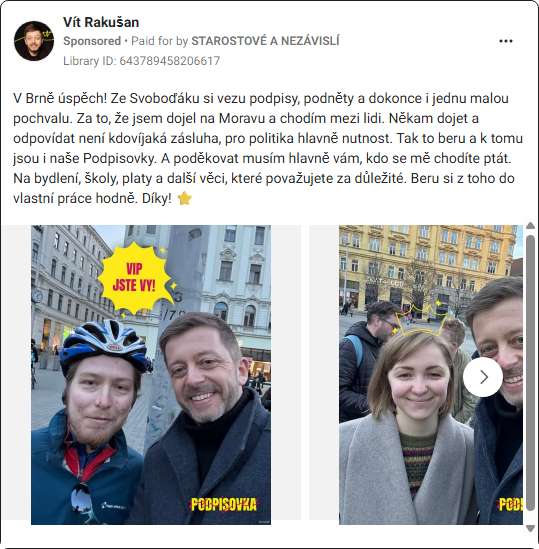 Vít Rakušan
Sponsored • Paid for by STAROSTOVÉ A NEZÁVISLÍ
Library ID: 643789458206617
V Brně úspěch! Ze Svoboďáku si vezu podpisy, podněty a dokonce i jednu malou
pochvalu. Za to, že jsem dojel na Moravu a chodím mezi lidi. Někam dojet a
odpovídat není kdovíjaká zásluha, pro politika hlavně nutnost. Tak to beru a k tomu
jsou i naše Podpisovky. A poděkovat musím hlavně vám, kdo se mě chodíte ptát.
Na bydlení, školy, platy a další věci, které považujete za důležité. Beru si z toho do
vlastní práce hodně. Díky!
VIP
JSTE VY!
BELL
PODPISOVKA
PODPI